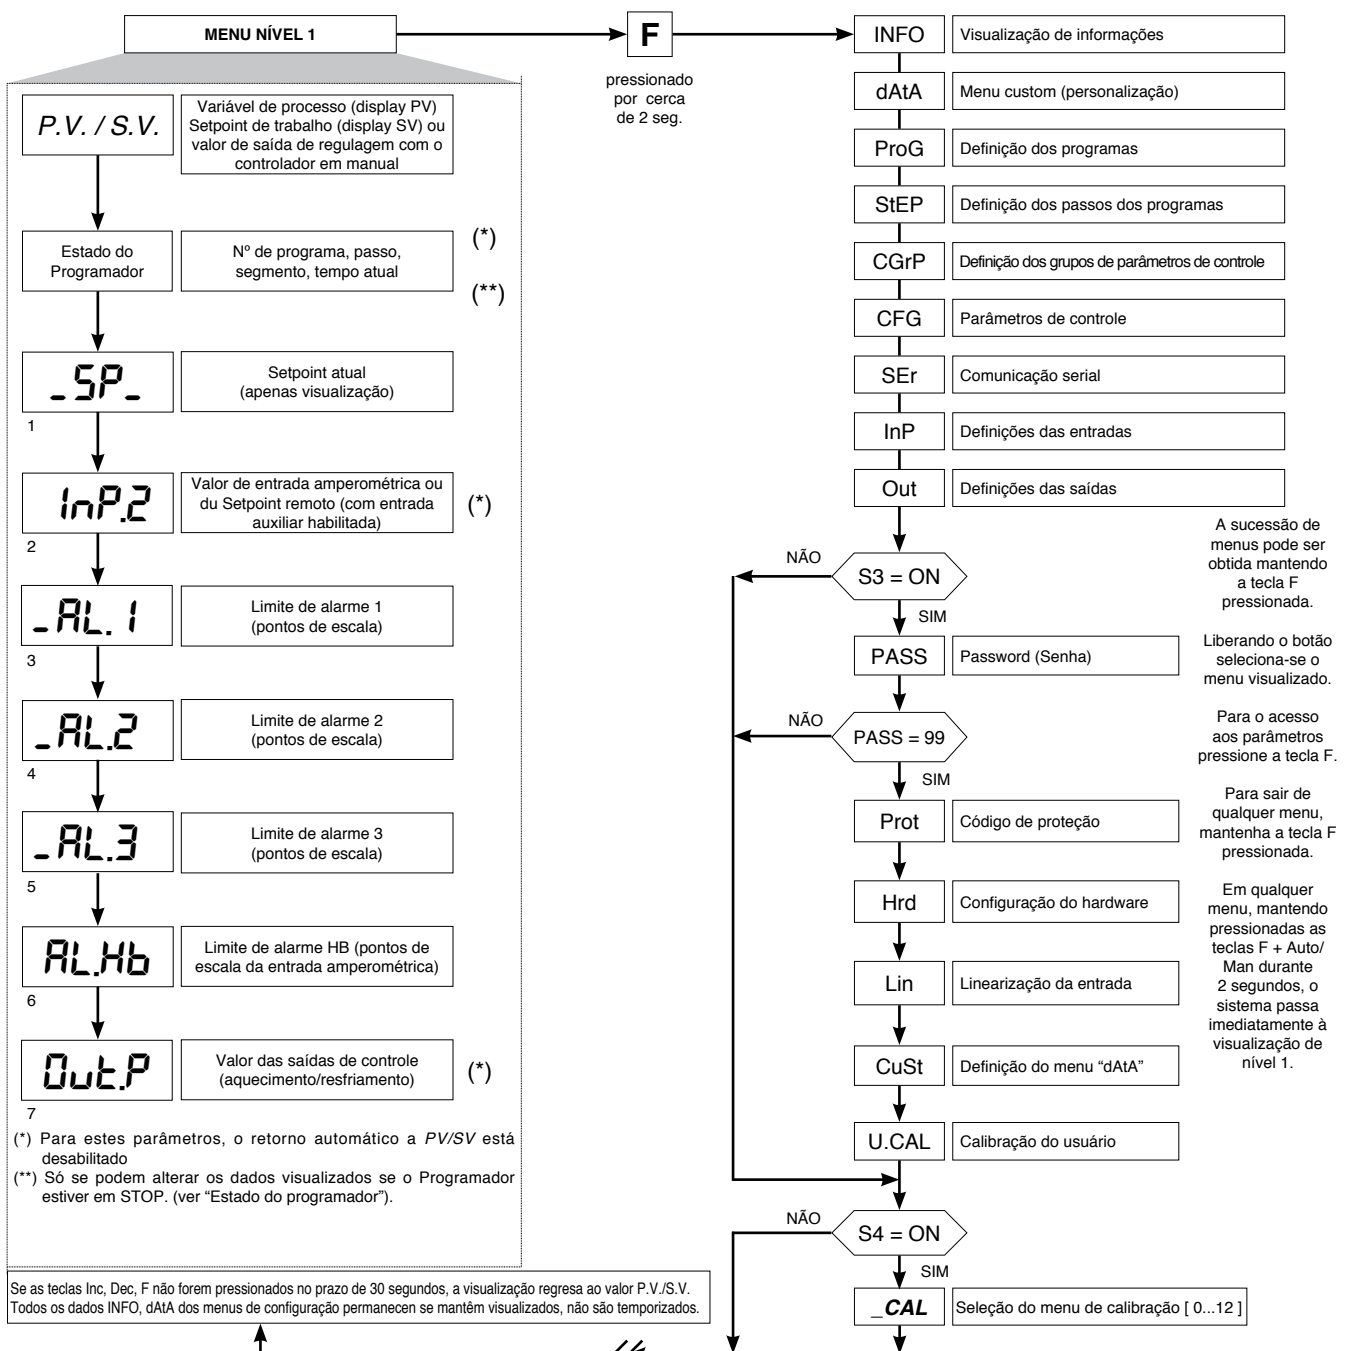 MENU NÍVEL 1
F
pressionado
por cerca
de 2 seg.
P.V. / S.V.
Variável de processo (display PV)
Setpoint de trabalho (display SV) ou
valor de saída de regulagem com o
controlador em manual
Estado do
Programador
Nº de programa, passo,
segmento, tempo atual
(*)
(**)
_SP_
Setpoint atual
(apenas visualização)
1
InP.2
Valor de entrada amperométrica ou
du Setpoint remoto (com entrada
auxiliar habilitada)
(*)
2
_AL.1
Limite de alarme 1
(pontos de escala)
3
_AL.2
Limite de alarme 2
(pontos de escala)
4
_AL.3
Limite de alarme 3
(pontos de escala)
5
AL.Hb
Limite de alarme HB (pontos de
escala da entrada amperométrica)
6
Out.P
Valor das saídas de controle
(aquecimento/resfriamento)
(*)
7
(*) Para estes parâmetros, o retorno automático a PV/SV está
desabilitado
(**) Só se podem alterar os dados visualizados se o Programador
estiver em STOP. (ver “Estado do programador”).
Se as teclas Inc, Dec, F não forem pressionados no prazo de 30 segundos, a visualização regresa ao valor P.V./S.V.
Todos os dados INFO, dAtA dos menus de configuração permanecen se mantêm visualizados, não são temporizados.
INFO
Visualização de informações
dAtA
Menu custom (personalização)
ProG
Definição dos programas
StEP
Definição dos passos dos programas
CGrP
Definição dos grupos de parâmetros de controle
CFG
Parâmetros de controle
SEr
Comunicação serial
InP
Definições das entradas
Out
Definições das saídas
NÃO
S3 = ON
SIM
PASS
Password (Senha)
NÃO
PASS = 99
SIM
Prot
Código de proteção
Hrd
Configuração do hardware
Lin
Linearização da entrada
CuSt
Definição do menu “dAtA”
U.CAL
Calibração do usuário
NÃO
S4 = ON
SIM
_CAL
Seleção do menu de calibração [ 0...12 ]
A sucessão de
menus pode ser
obtida mantendo
a tecla F
pressionada.
Liberando o botão
seleciona-se o
menu visualizado.
Para o acesso
aos parâmetros
pressione a tecla F.
Para sair de
qualquer menu,
mantenha a tecla F
pressionada.
Em qualquer
menu, mantendo
pressionadas as
teclas F + Auto/
Man durante
2 segundos, o
sistema passa
imediatamente à
visualização de
nível 1.